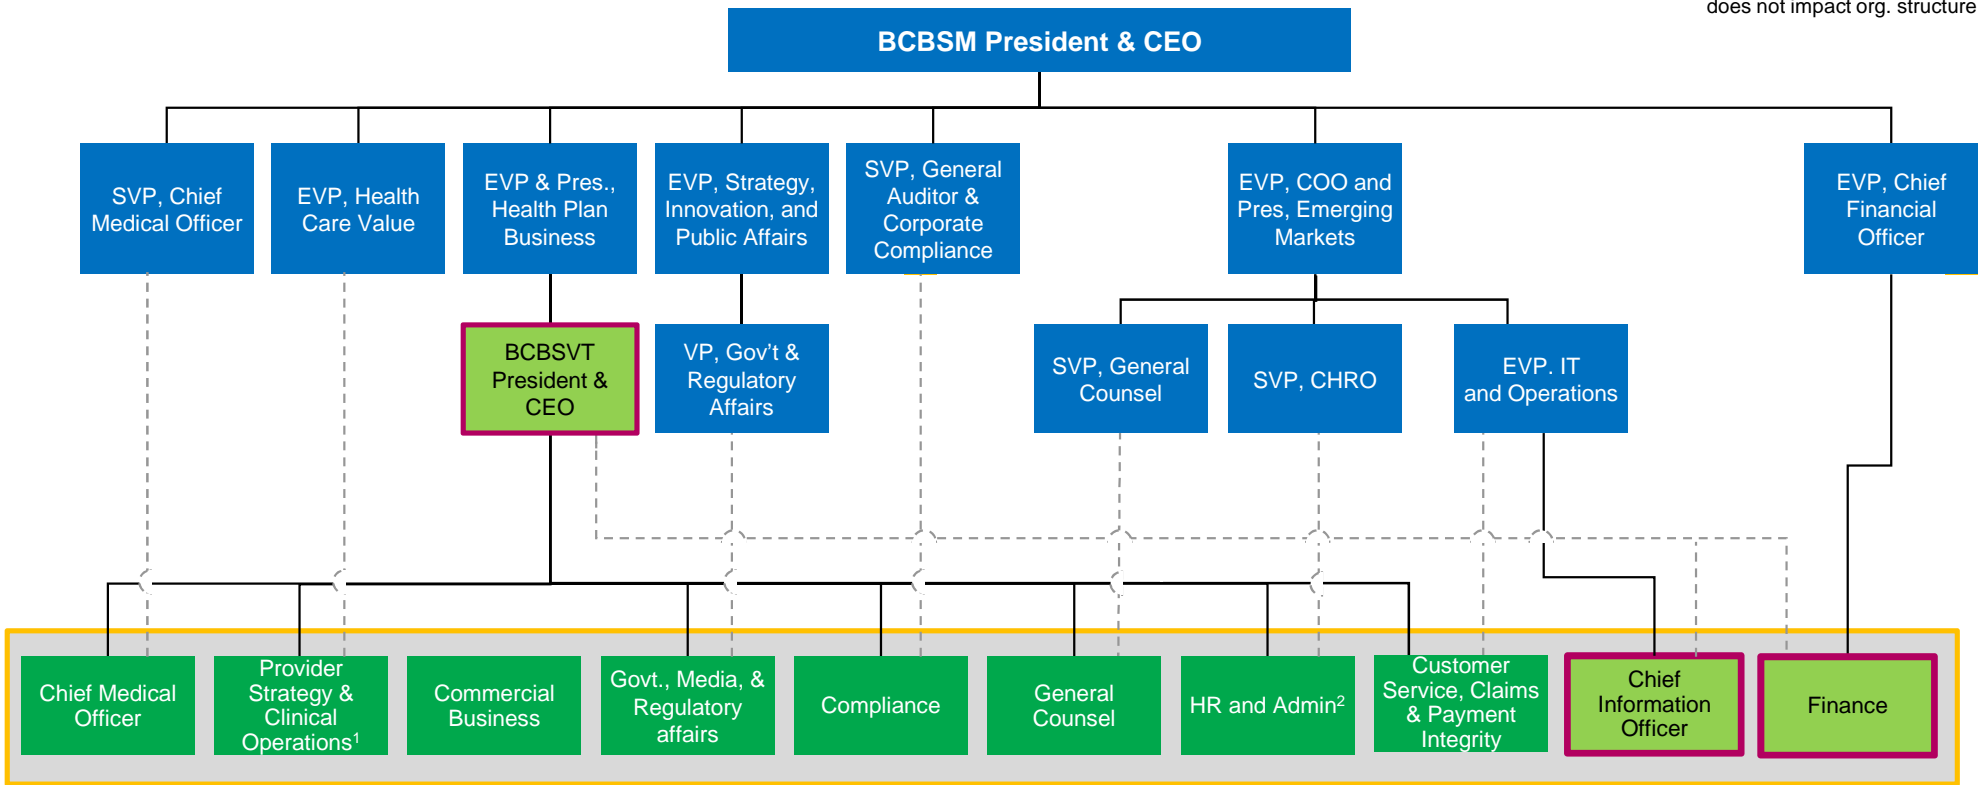 does not impact org. structure
BCBSM President & CEO
SVP, Chief
Medical Officer
EVP, Health
Care Value
EVP & Pres.,
Health Plan
Business
EVP, Strategy,
Innovation, and
Public Affairs
SVP, General
Auditor &
Corporate
Compliance
EVP, COO and
Pres, Emerging
Markets
EVP, Chief
Financial
Officer
BCBSVT
President &
CEO
VP, Gov’t &
Regulatory
Affairs
SVP, General
Counsel
SVP, CHRO
EVP. IT
and Operations
Chief Medical
Officer
Provider
Strategy &
Clinical
Operations¹
Commercial
Business
Govt., Media, &
Regulatory
affairs
Compliance
General
Counsel
HR and Admin²
Customer
Service, Claims
& Payment
Integrity
Chief
Information
Officer
Finance